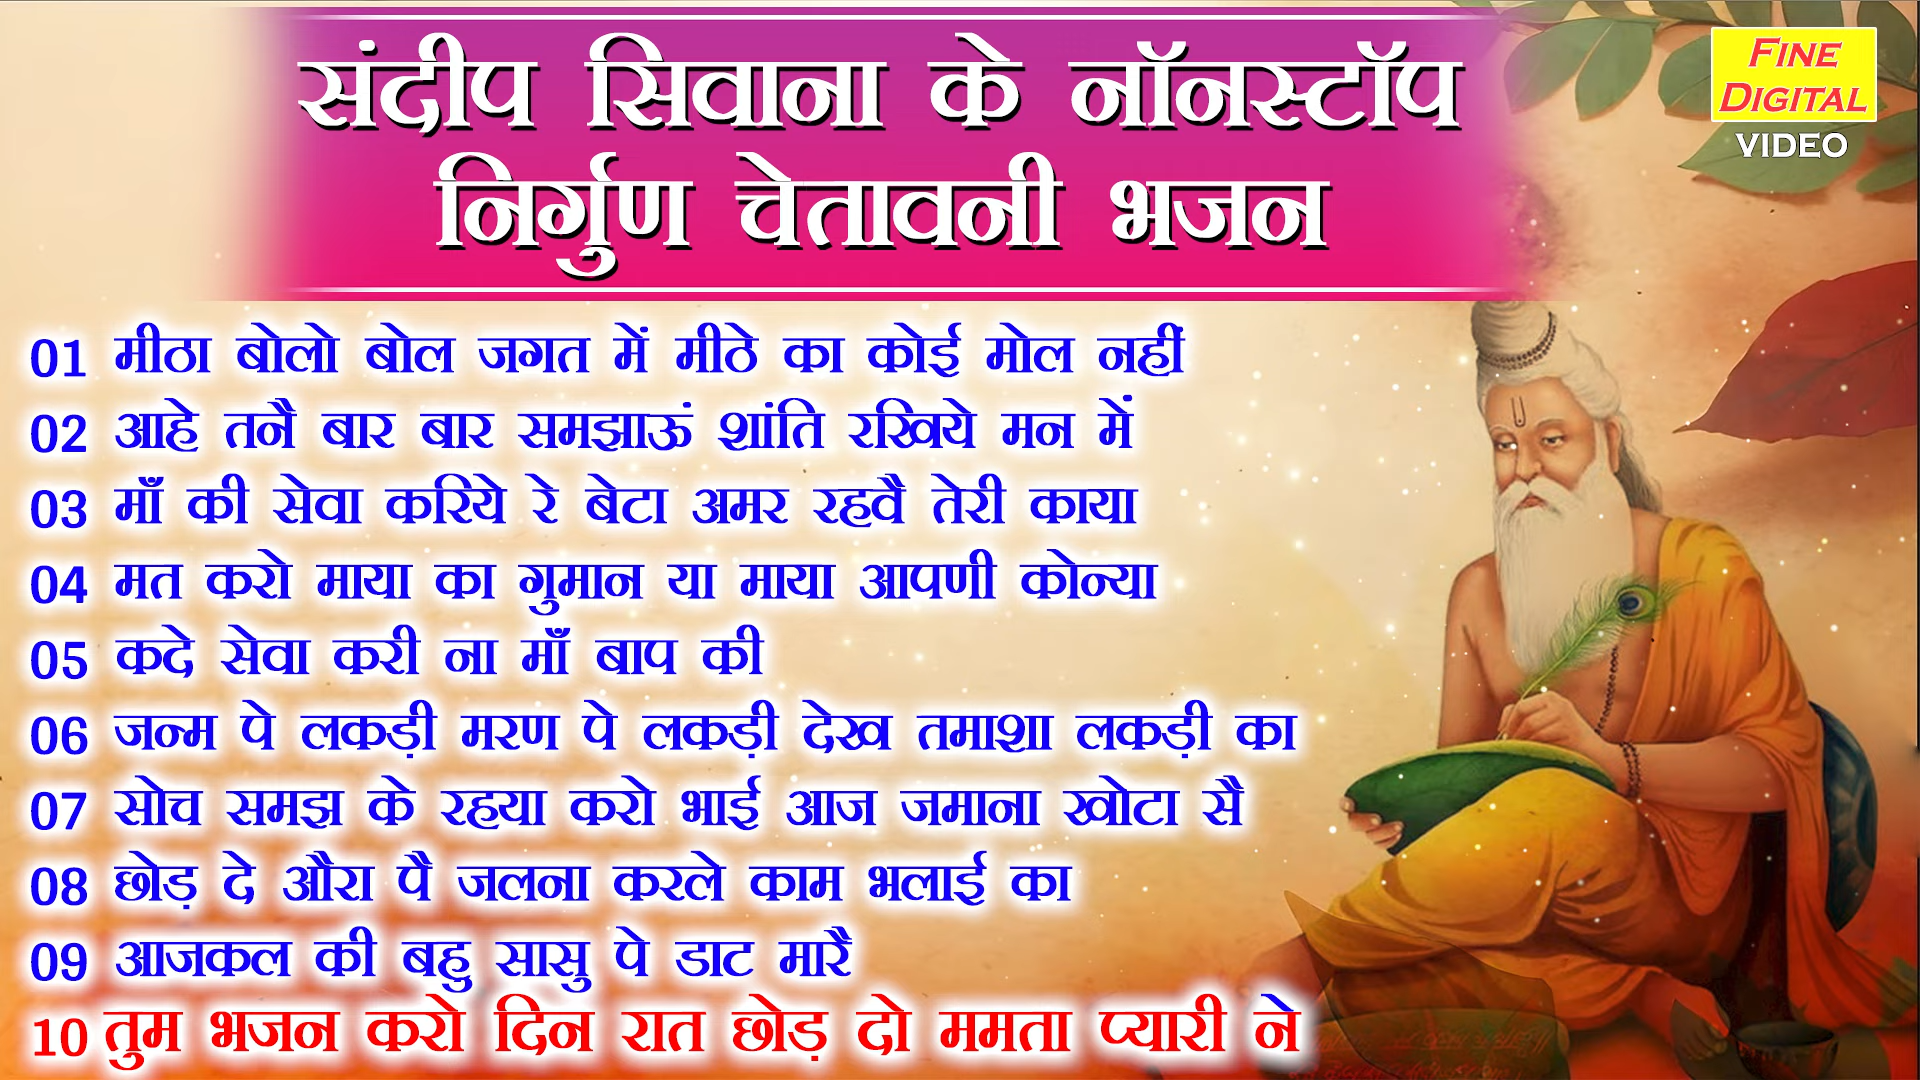 संदीप सिवाना के नॉनस्टॉप
निर्गुण चेतावनी भजन
FINE
DIGITAL
VIDEO
01 मीठा बोलो बोल जगत में मीठे का कोई मोल नहीं
02 आहे तनै बार बार समझाऊं शांति रखिये मन में
03 माँ की सेवा करिये रे बेटा अमर रहवै तेरी काया
04 मत करो माया का गुमान या माया आपणी कोन्या
05 कदे सेवा करी ना माँ बाप की
06 जन्म पे लकड़ी मरण पे लकड़ी देख तमाशा लकड़ी का
07 सोच समझ के रहया करो भाई आज जमाना खोटा सै
08 छोड़ दे औरा पै जलना करले काम भलाई का
09 आजकल की बहु सासु पे डाट मारै
10 तुम भजन करो दिन रात छोड़ दो ममता प्यारी ने